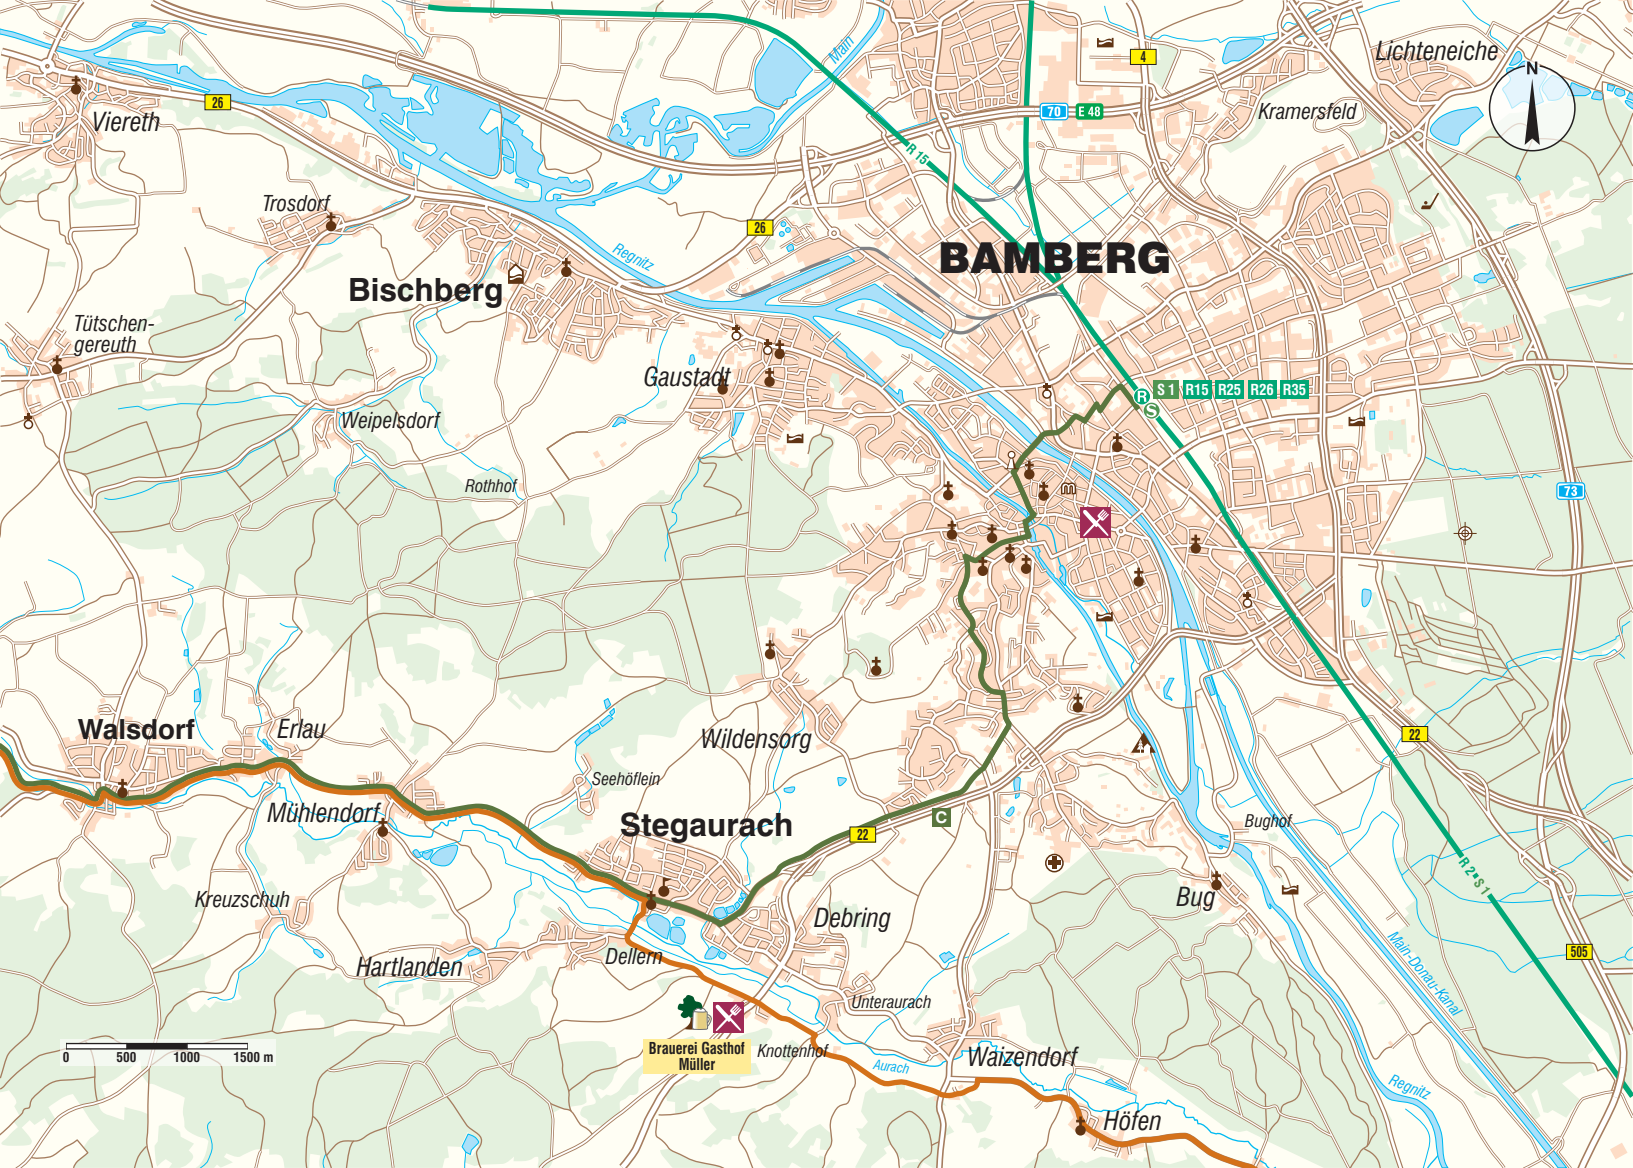 Lichteneiche
N
Main
4
70
E 48
Kramersfeld
26
Viereth
R 15
Trosdorf
26
Regnitz
BAMBERG
Bischberg
Tütschen-
gereuth
Gaustadt
R
S 1
R15
R25
R26
R35
S
Weipelsdorf
Rothhof
73
m
Walsdorf
Erlau
Wildensorg
22
Seehöflein
Mühlendorf
Stegaurach
C
22
Bughof
R 2 • S 1
Kreuzschuh
Bug
Debring
505
Hartlanden
Dellern
Main-Donau-Kanal
Unteraurach
0 500 1000 1500 m
Brauerei Gasthof
Müller
Knottenhof
Aurach
Waizendorf
Regnitz
Höfen